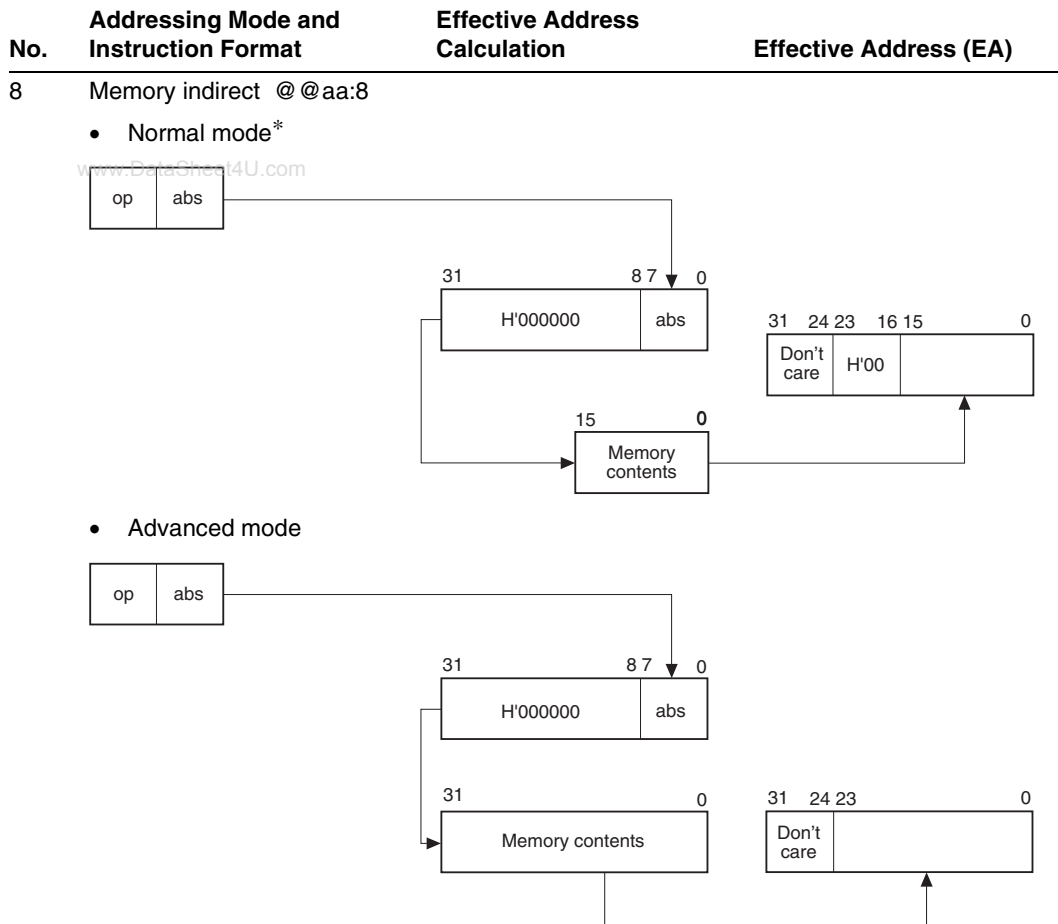 Addressing Mode and
Instruction Format
Effective Address
Calculation
No.
Effective Address (EA)
8 Memory indirect @@aa:8
• Normal mode*
www.DataSheet4U.com
op abs
31 8 7 0
H'000000 abs
31 24 23 16 15 0
Don't
care
H'00
15 0
Memory
contents
• Advanced mode
op abs
31 8 7 0
H'000000 abs
31 0
Memory contents
31 24 23 0
Don't
care